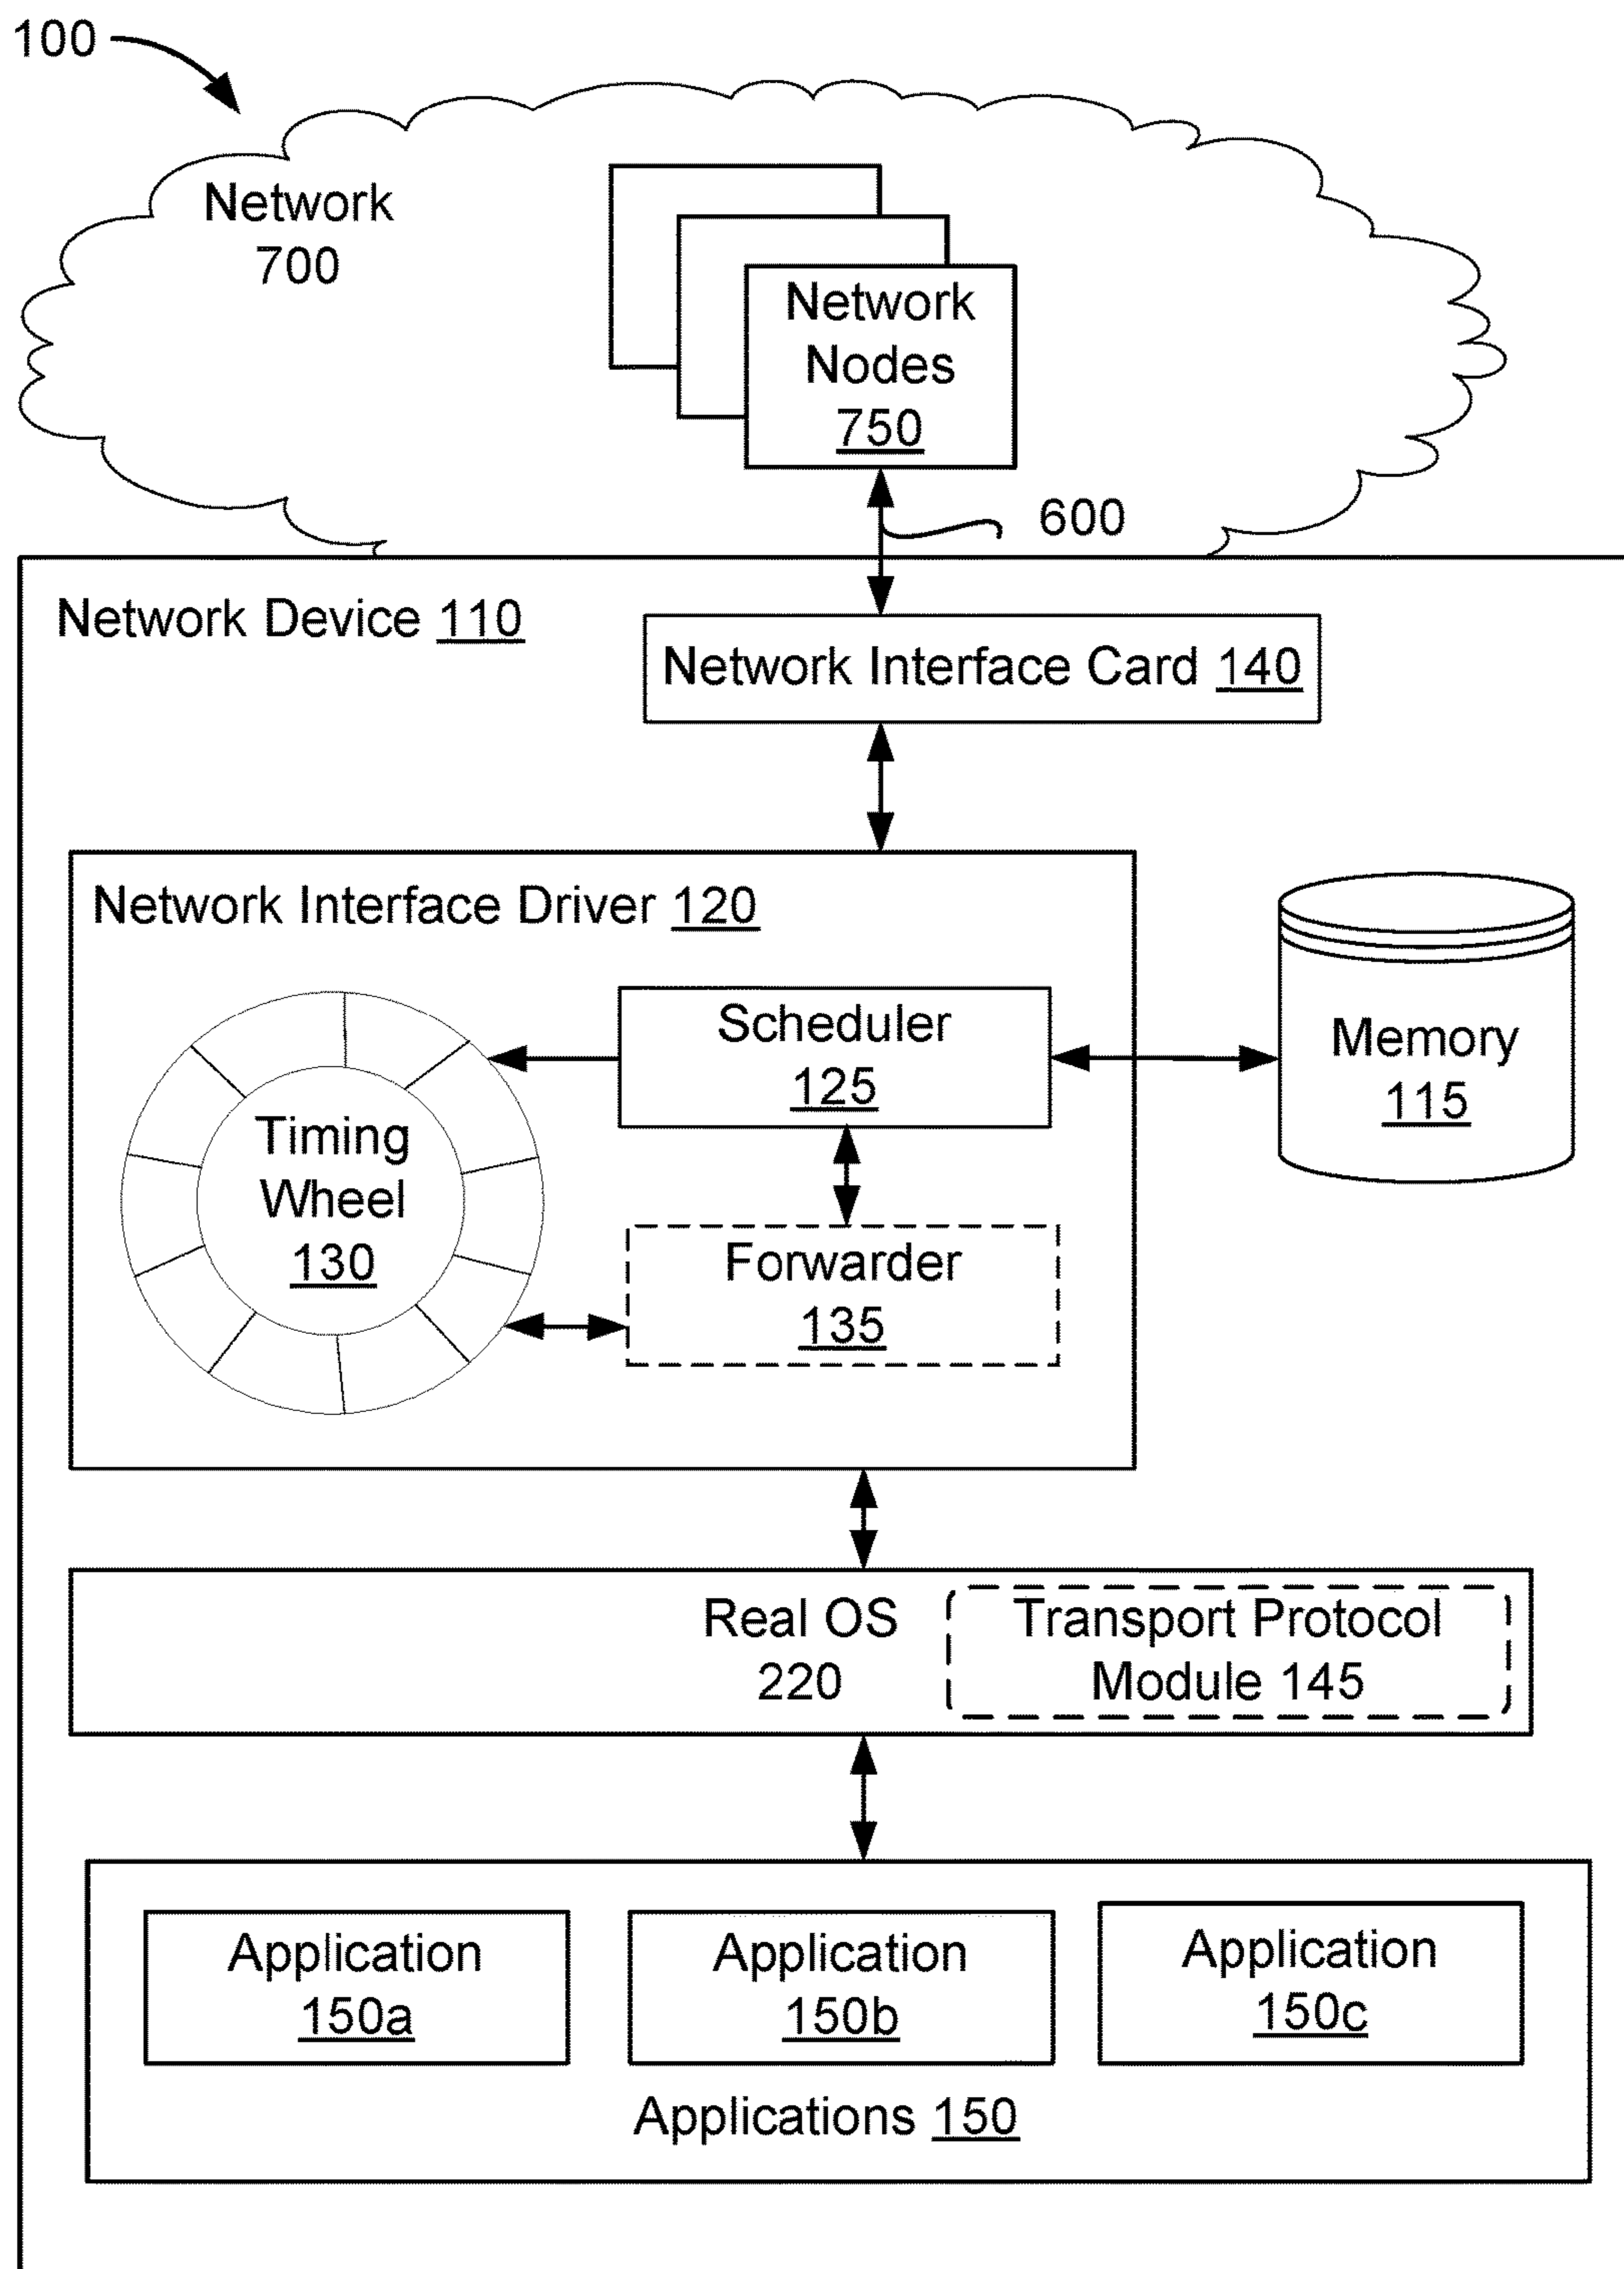 100
Network
700
Network
Nodes
750
600
Network Device 110
Network Interface Card 140
Network Interface Driver 120
Scheduler
125
Memory
115
Timing
Wheel
130
Forwarder
135
Real OS
220
Transport Protocol
Module 145
Application
150a
Application
150b
Application
150c
Applications 150